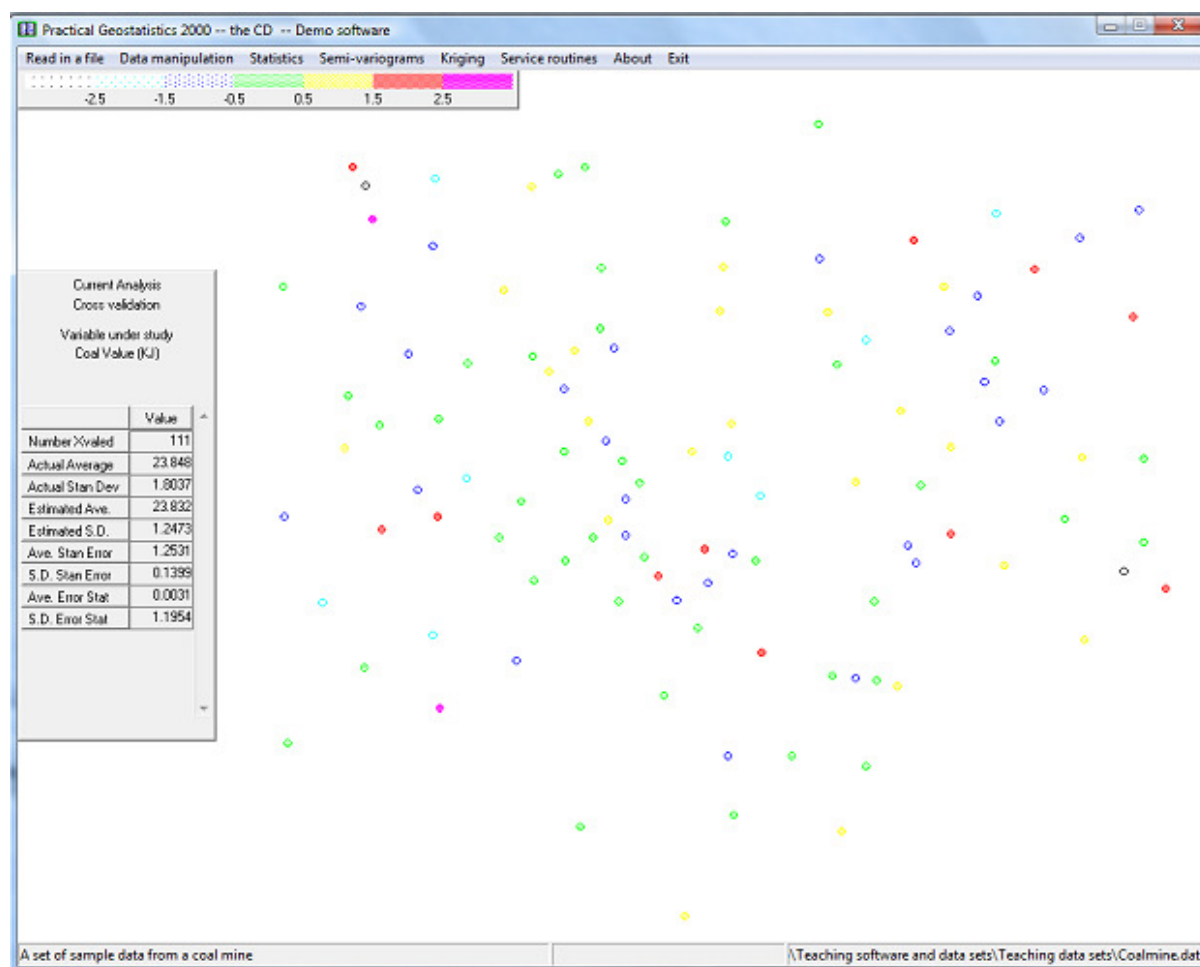 Practical Geostatistics 2000 -- the CD -- Demo software
Read in a file Data manipulation Statistics Semi-variograms Kriging Service routines About Exit
-2.5 -1.5 -0.5 0.5 1.5 2.5
Current Analysis
Cross validation
Variable under study
Coal Value (KJ)
Value
Number Xvaled 111
Actual Average 23.848
Actual Stan Dev 1.8037
Estimated Ave. 23.832
Estimated S.D. 1.2473
Ave. Stan Error 1.2531
S.D. Stan Error 0.1399
Ave. Error Stat 0.0031
S.D. Error Stat 1.1954
A set of sample data from a coal mine
\Teaching software and data sets\Teaching data sets\Coalmine.dat